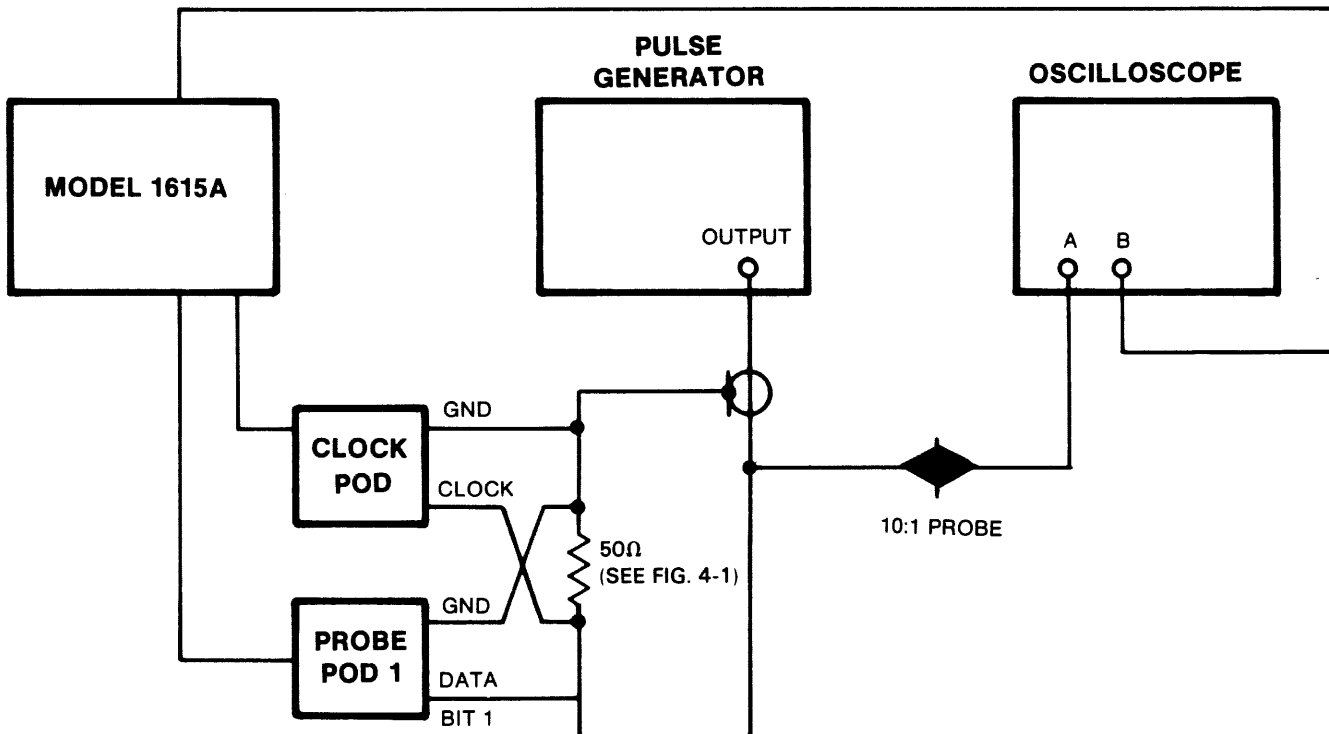 PULSE
GENERATOR
OSCILLOSCOPE
MODEL 1615A
OUTPUT
A
B
GND
CLOCK
POD
CLOCK
10:1 PROBE
50Ω
(SEE FIG. 4-1)
GND
PROBE
POD 1
DATA
BIT 1